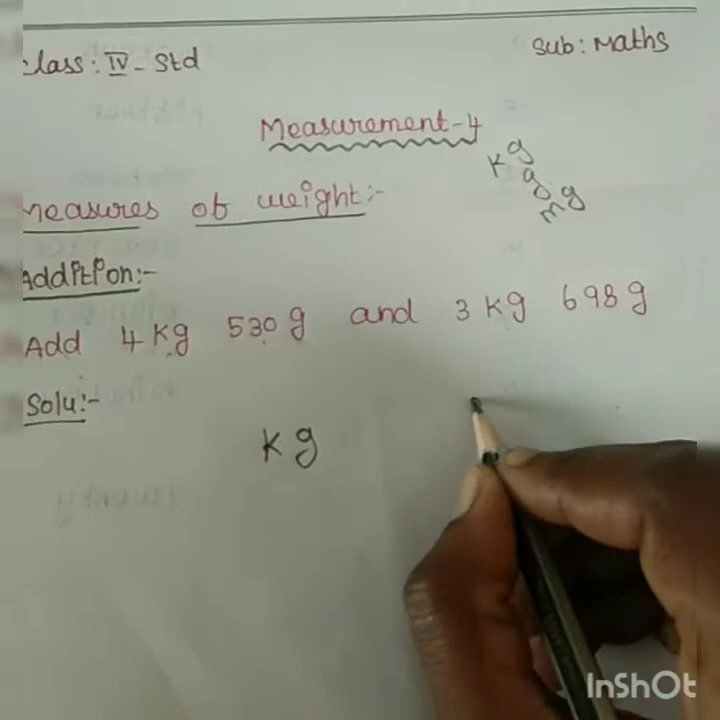 Class: IV - Std
Sub: Maths
Measurement-4
Kg
g
mg
Measures of weight:-
Addition:-
Add 4 Kg 530 g and 3 Kg 698 g
Solu:-
Kg
InShOt